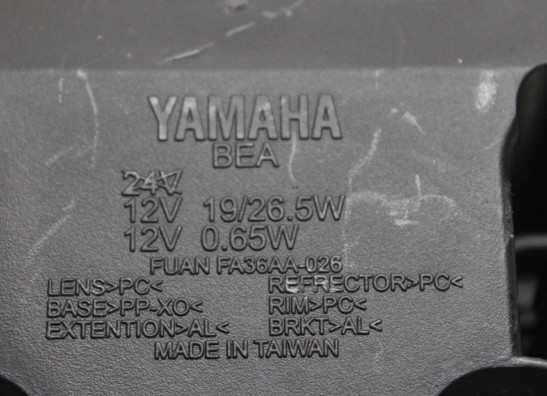 YAMAHA
BEA
24V
12V 19/26.5W
12V 0.65W
FUAN FA36AA-026
LENS>PC< REFRECTOR>PC<
BASE>PP-XO< RIM>PC<
EXTENTION>AL< BRKT>AL<
MADE IN TAIWAN